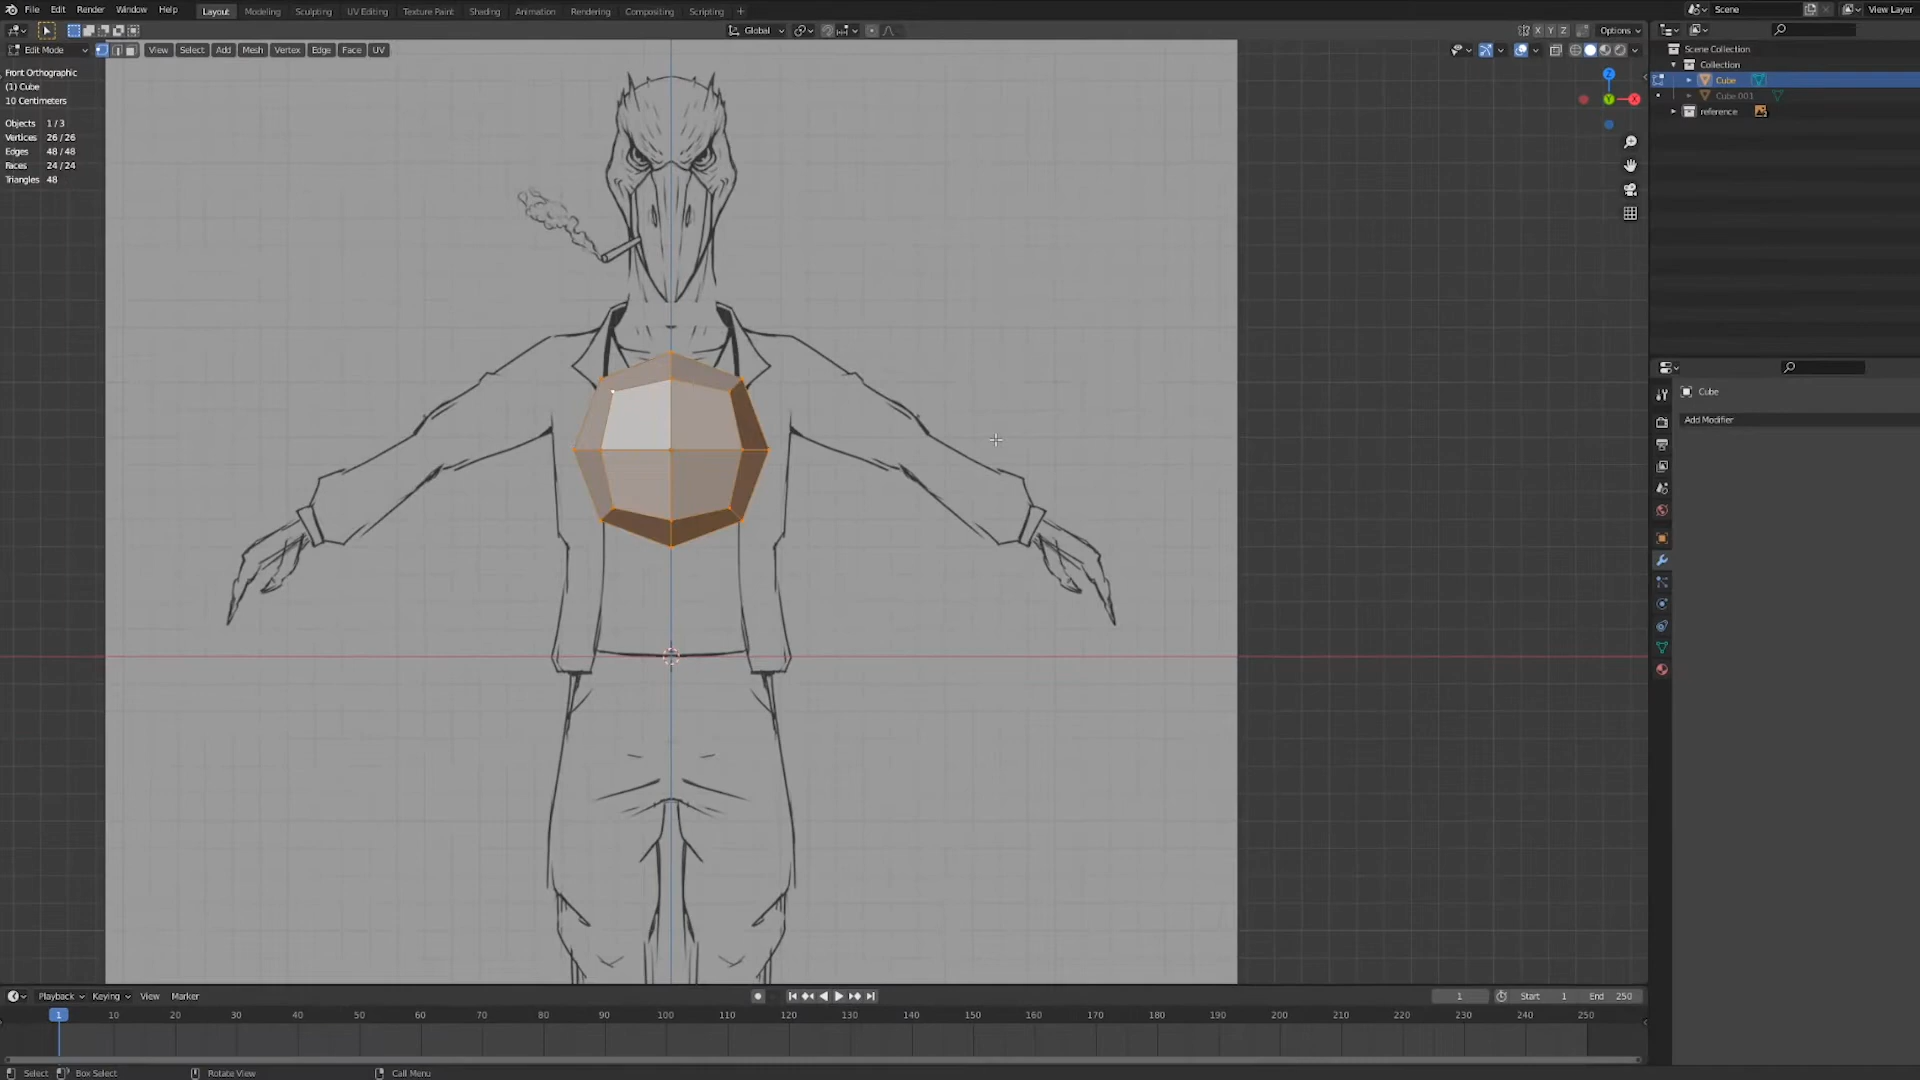 File Edit Render Window Help Layout Modeling Sculpting UV Editing Texture Paint Shading Animation Rendering Compositing Scripting + Scene View Layer
Global Options X Y Z
Edit Mode View Select Add Mesh Vertex Edge Face UV
Scene Collection
Collection
Cube
Cube.001
reference
Front Orthographic
(1) Cube
10 Centimeters
Objects 1 / 3
Vertices 26 / 26
Edges 48 / 48
Faces 24 / 24
Triangles 48
Z
Y X
Cube
Add Modifier
Playback Keying View Marker 1 Start 1 End 250
1 10 20 30 40 50 60 70 80 90 100 110 120 130 140 150 160 170 180 190 200 210 220 230 240 250
Select Box Select Rotate View Call Menu